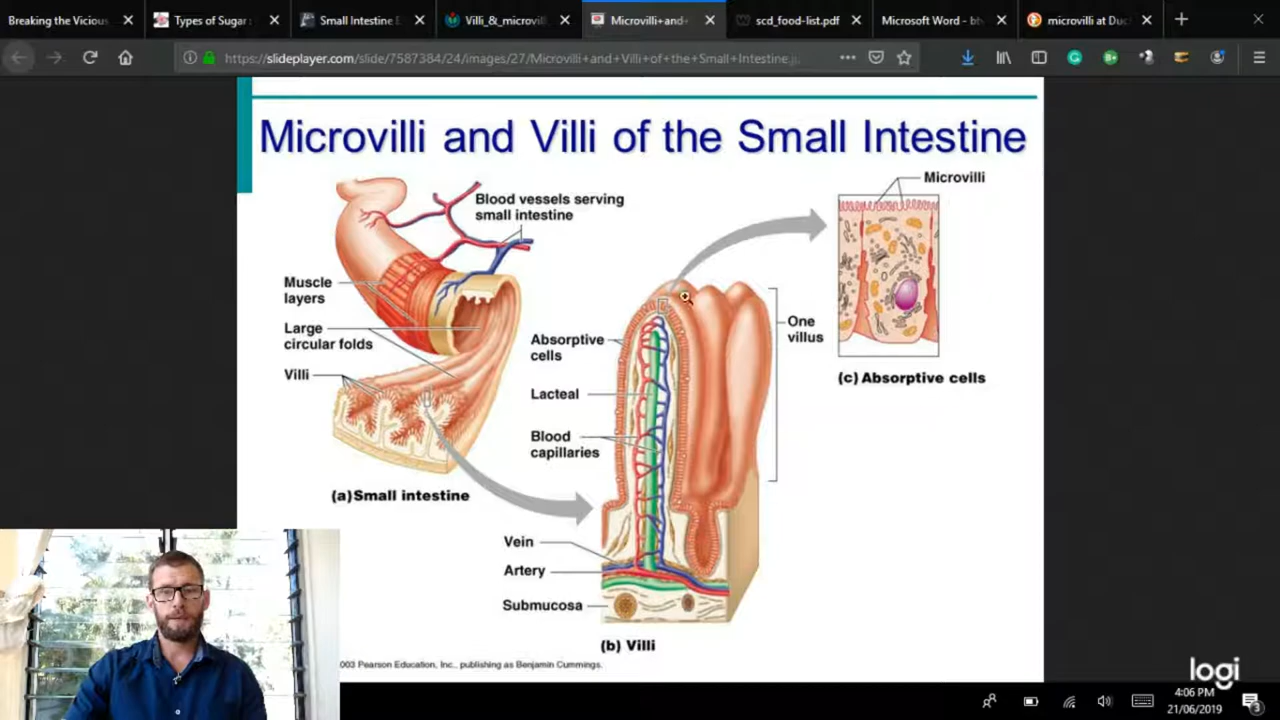 Breaking the Vicious
Types of Sugar
Small Intestine E
Villi_&_microvill
Microvilli+and+
scd_food-list.pdf
Microsoft Word - bt
microvilli at Duc
https://slideplayer.com/slide/7587384/24/images/27/Microvilli+and+Villi+of+the+Small+Intestine.j
Microvilli and Villi of the Small Intestine
Microvilli
Blood vessels serving
small intestine
Muscle
layers
Large
circular folds
Villi
Absorptive
cells
One
villus
Lacteal
(c) Absorptive cells
Blood
capillaries
(a)Small intestine
Vein
Artery
Submucosa
(b) Villi
003 Pearson Education, Inc., publishing as Benjamin Cummings.
logi
4:06 PM
21/06/2019
3